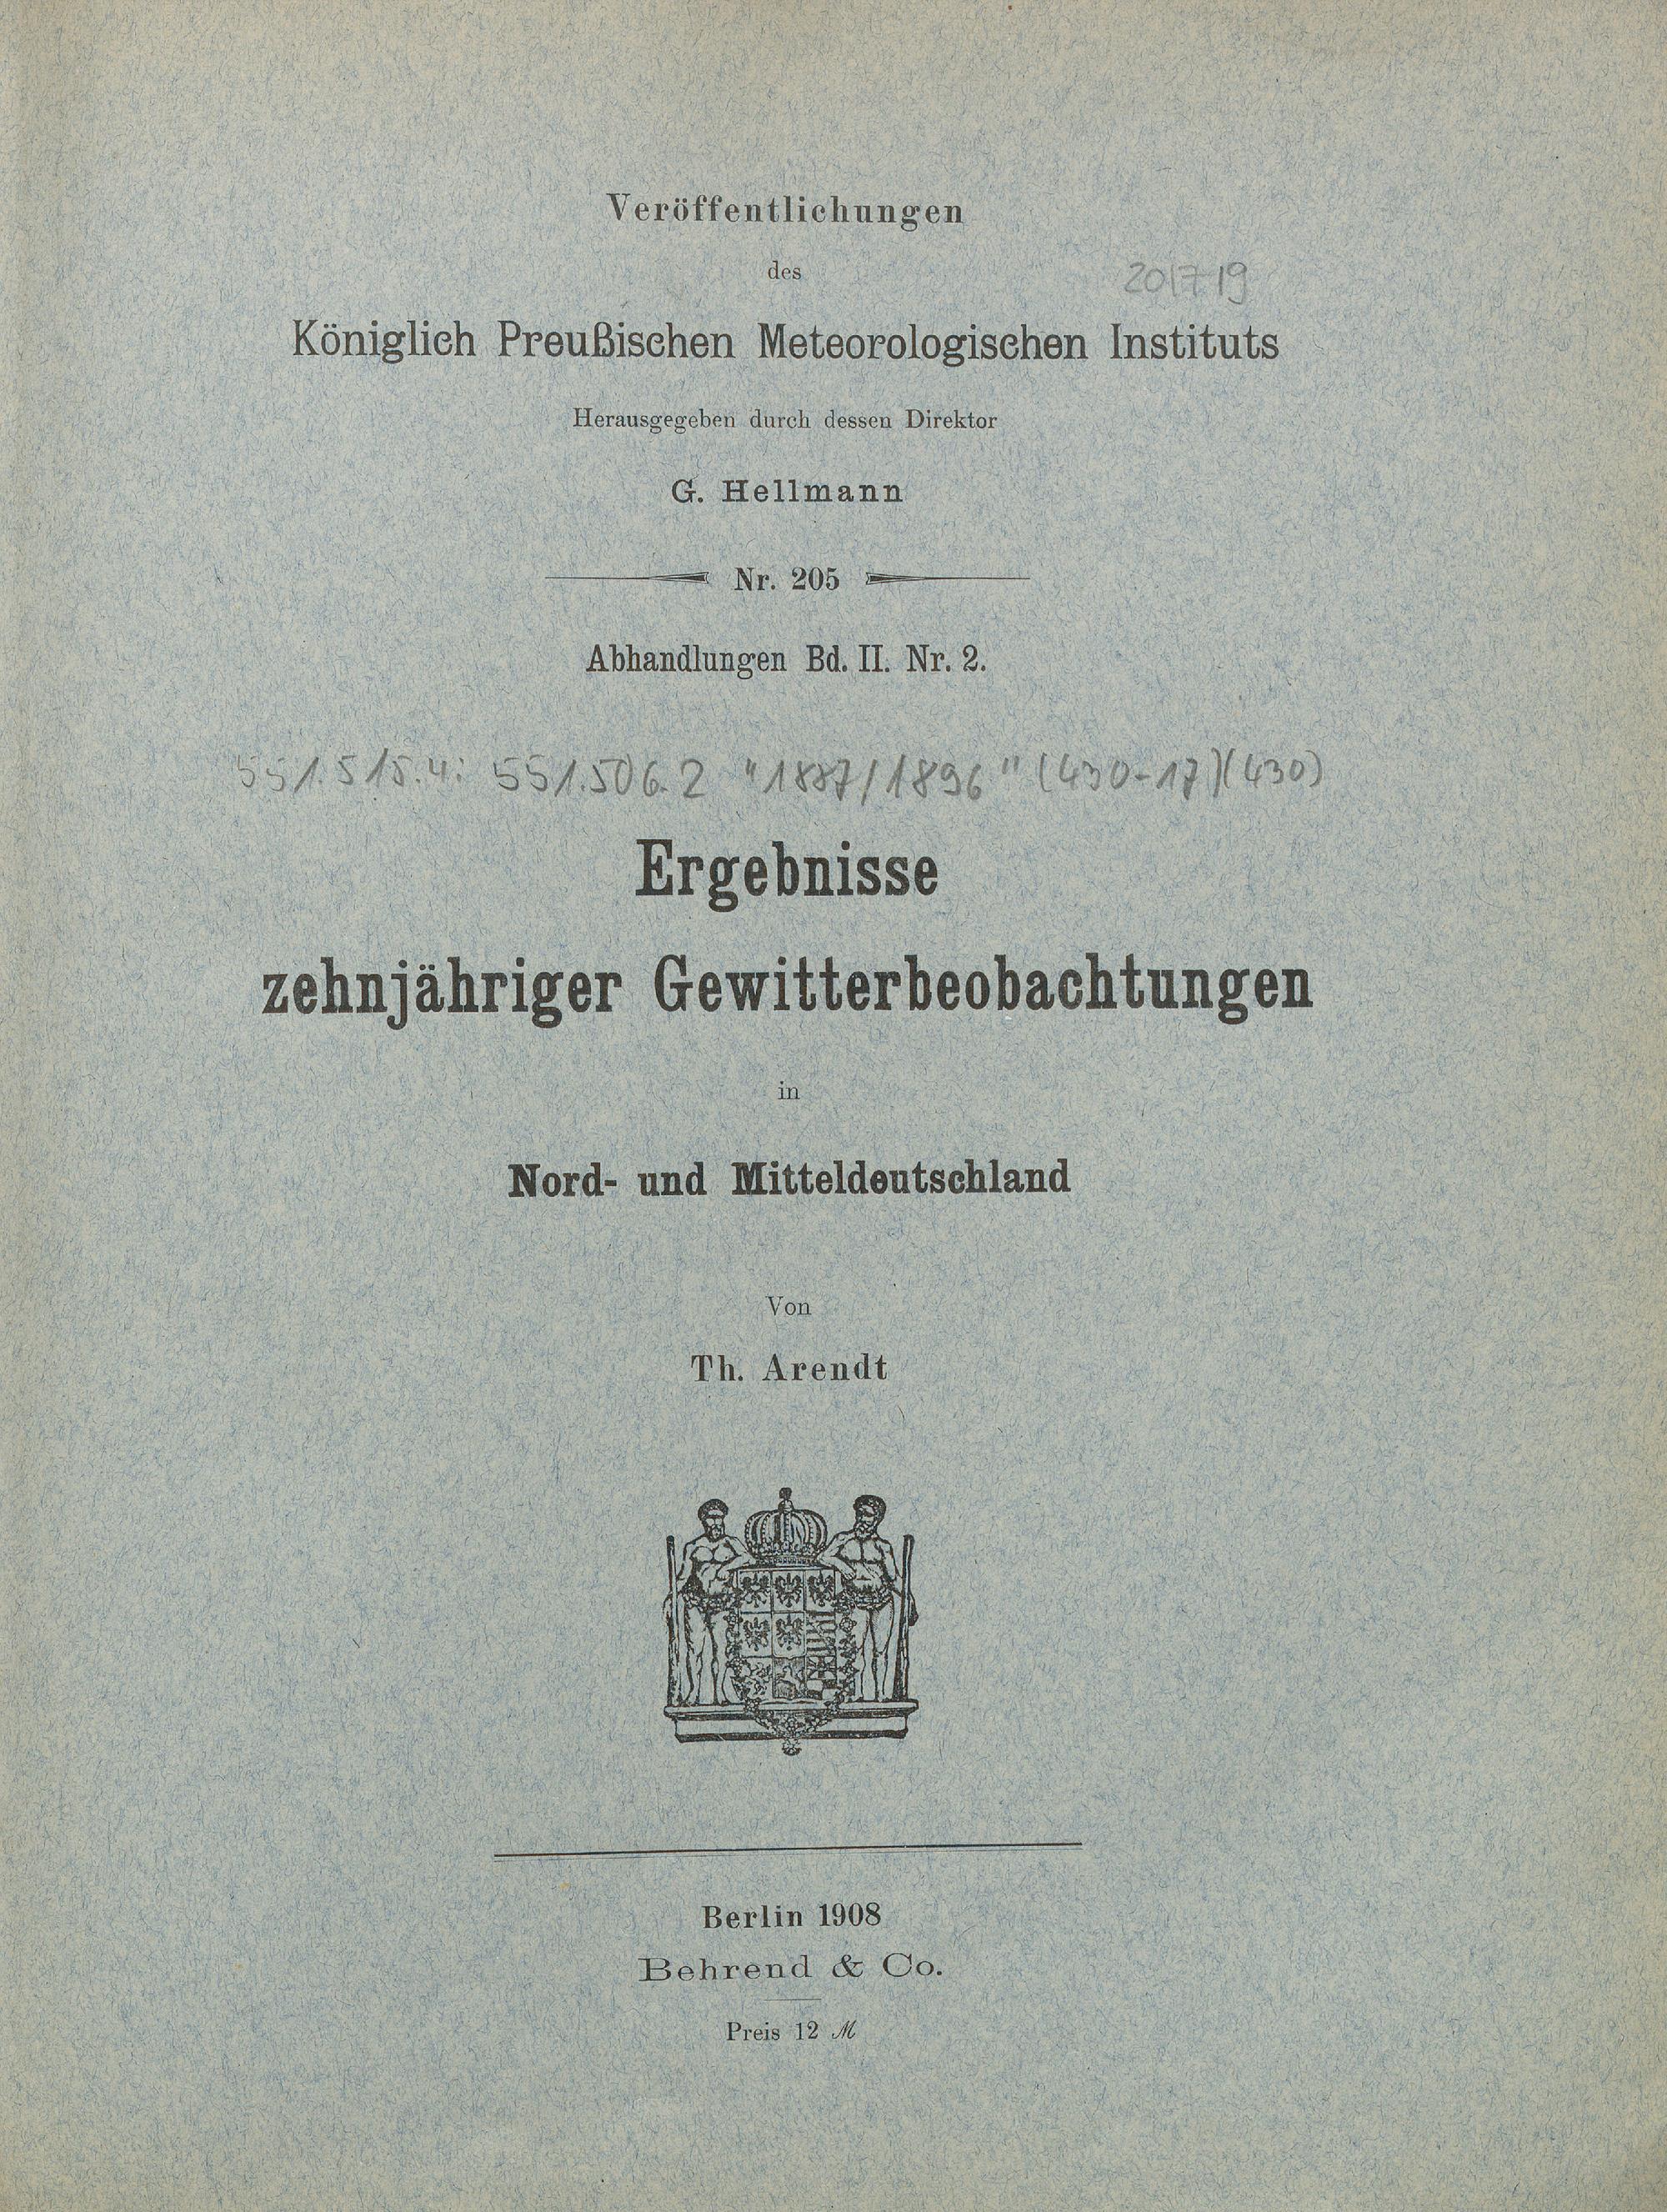 Veröffentlichungen
des
201719
Königlich Preußischen Meteorologischen Instituts
Herausgegeben durch dessen Direktor
G. Hellmann
Nr. 205
Abhandlungen Bd. II. Nr. 2.
551.515.4: 551.506.2 "1887/1896" (430-17)(430)
Ergebnisse
zehnjähriger Gewitterbeobachtungen
in
Nord- und Mitteldeutschland
Von
Th. Arendt
Berlin 1908
Behrend & Co.
Preis 12 ℳ